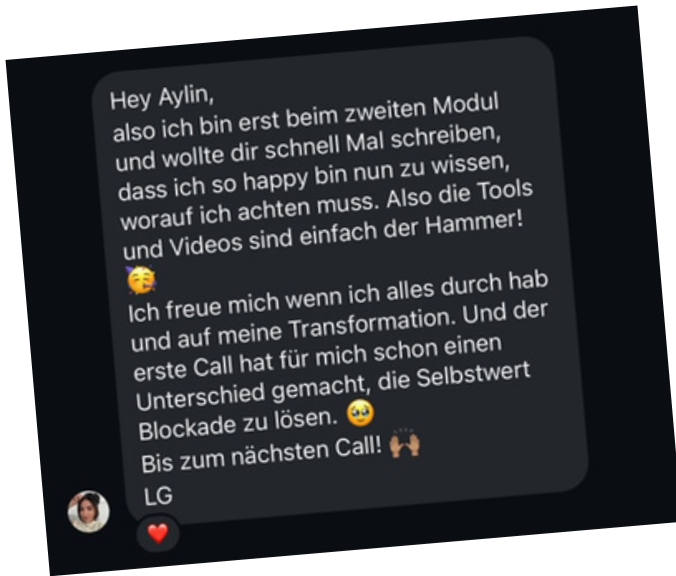 Hey Aylin,
also ich bin erst beim zweiten Modul
und wollte dir schnell Mal schreiben,
dass ich so happy bin nun zu wissen,
worauf ich achten muss. Also die Tools
und Videos sind einfach der Hammer!
🥳
Ich freue mich wenn ich alles durch hab
und auf meine Transformation. Und der
erste Call hat für mich schon einen
Unterschied gemacht, die Selbstwert
Blockade zu lösen. 🥹
Bis zum nächsten Call! 🙌🏽
LG
❤️